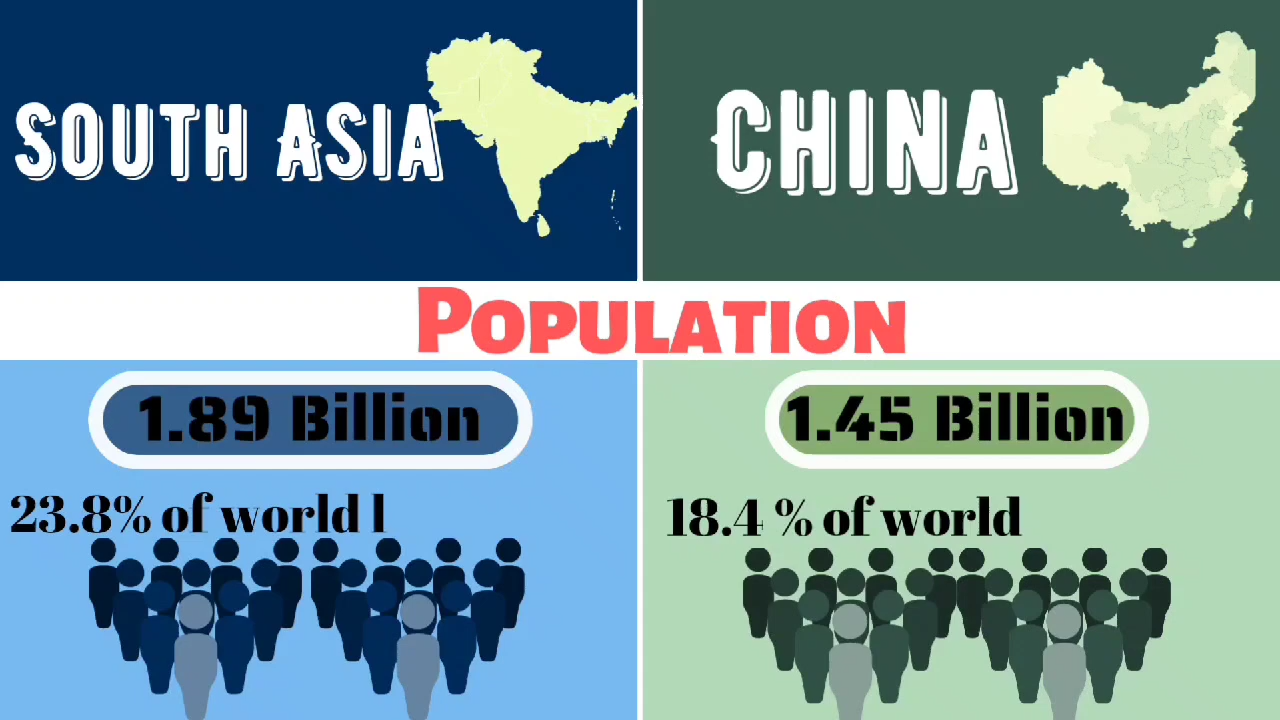 SOUTH ASIA
CHINA
POPULATION
1.89 Billion
1.45 Billion
23.8% of world l
18.4 % of world